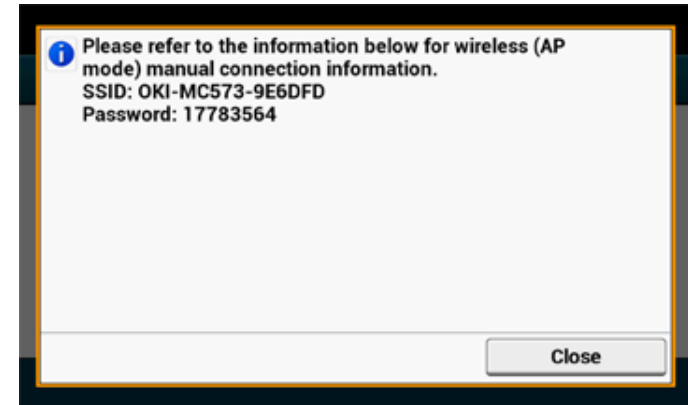 Please refer to the information below for wireless (AP
mode) manual connection information.
SSID: OKI-MC573-9E6DFD
Password: 17783564
Close